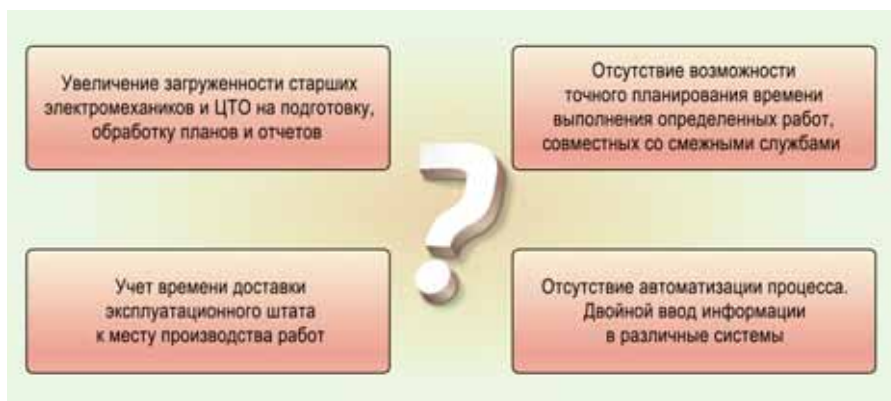 Увеличение загруженности старших
электромехаников и ЦТО на подготовку,
обработку планов и отчетов
Отсутствие возможности
точного планирования времени
выполнения определенных работ,
совместных со смежными службами
?
Учет времени доставки
эксплуатационного штата
к месту производства работ
Отсутствие автоматизации процесса.
Двойной ввод информации
в различные системы